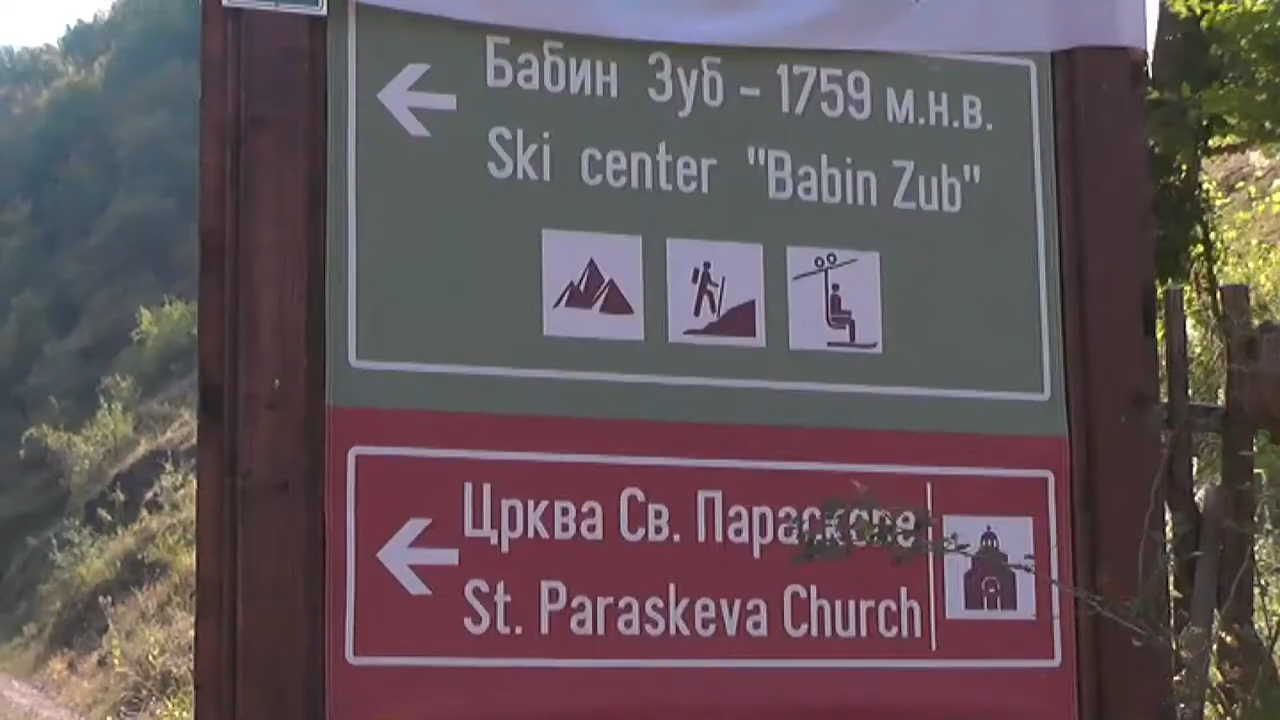 Бабин Зуб - 1759 м.н.в.
Ski center "Babin Zub"
Црква Св. Параскеве
St. Paraskeva Church